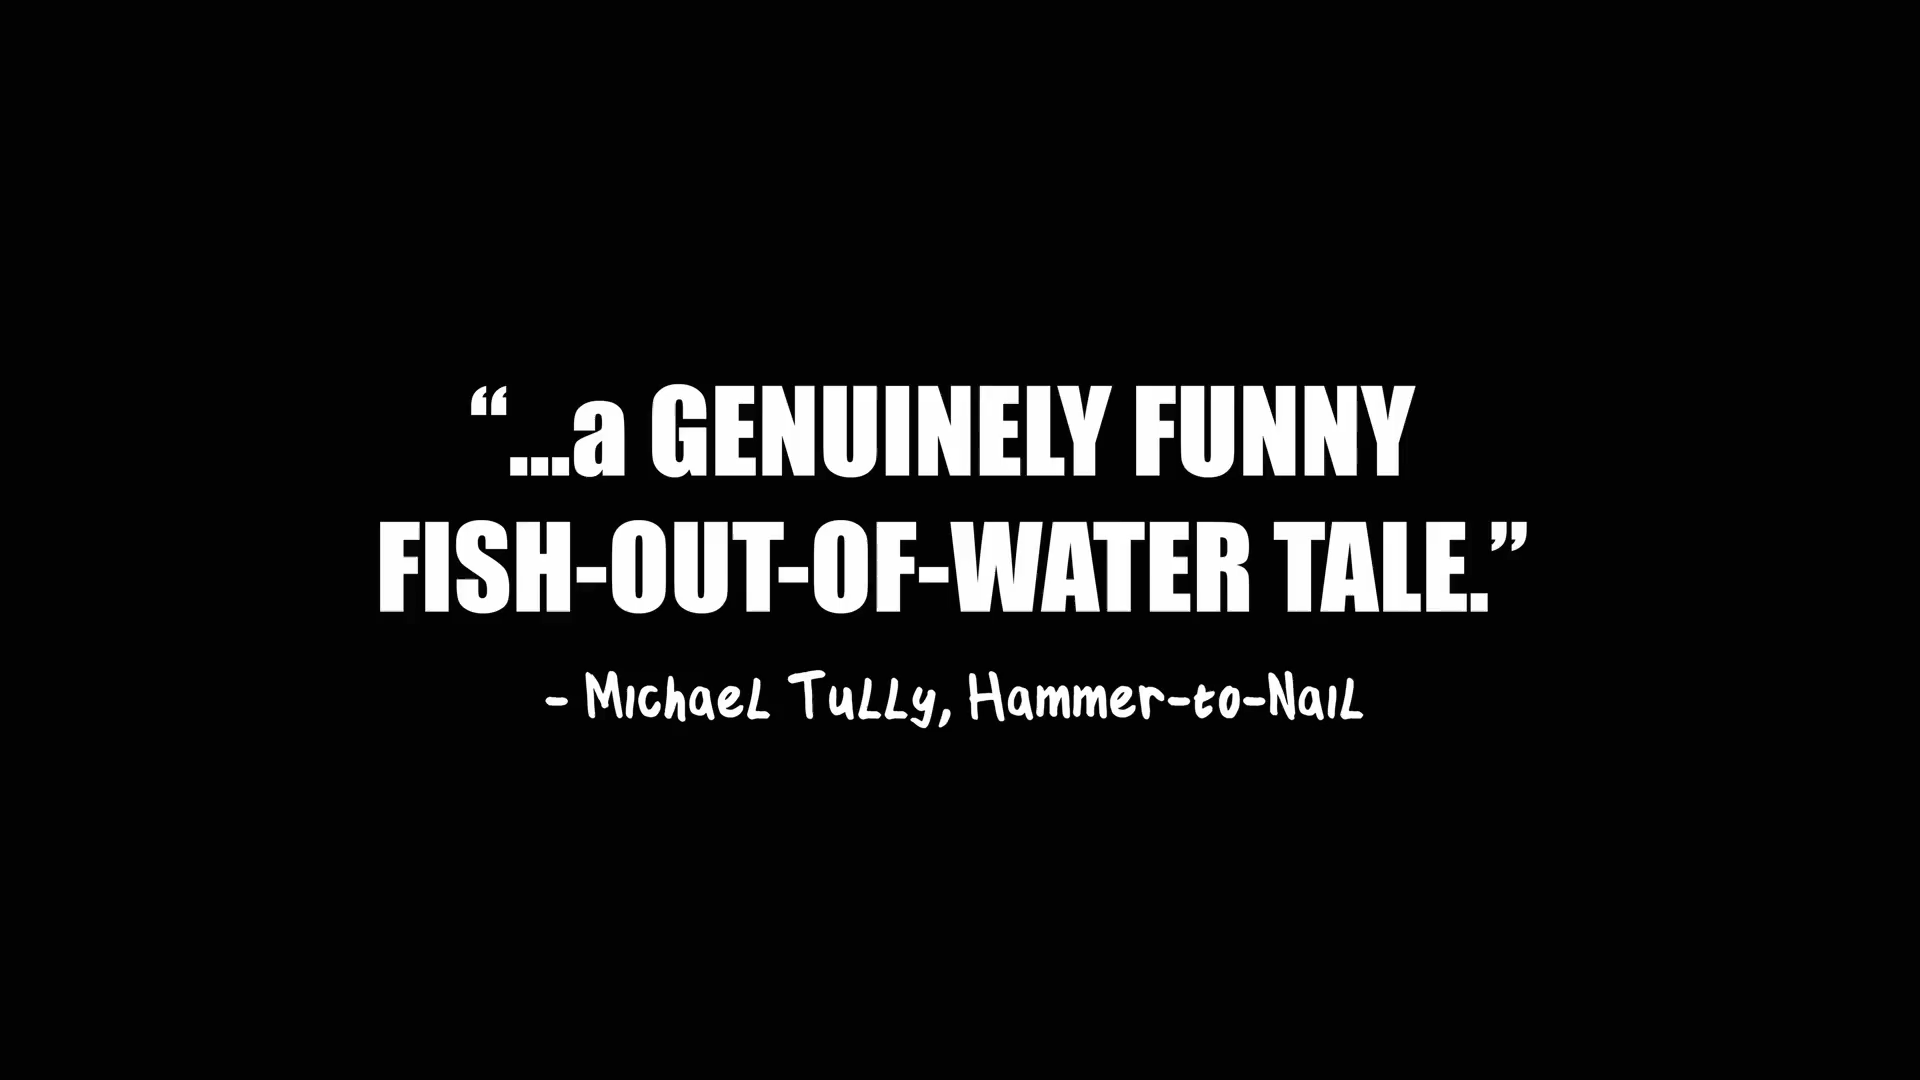 “...a GENUINELY FUNNY
FISH-OUT-OF-WATER TALE.”
- Michael Tully, Hammer-to-Nail